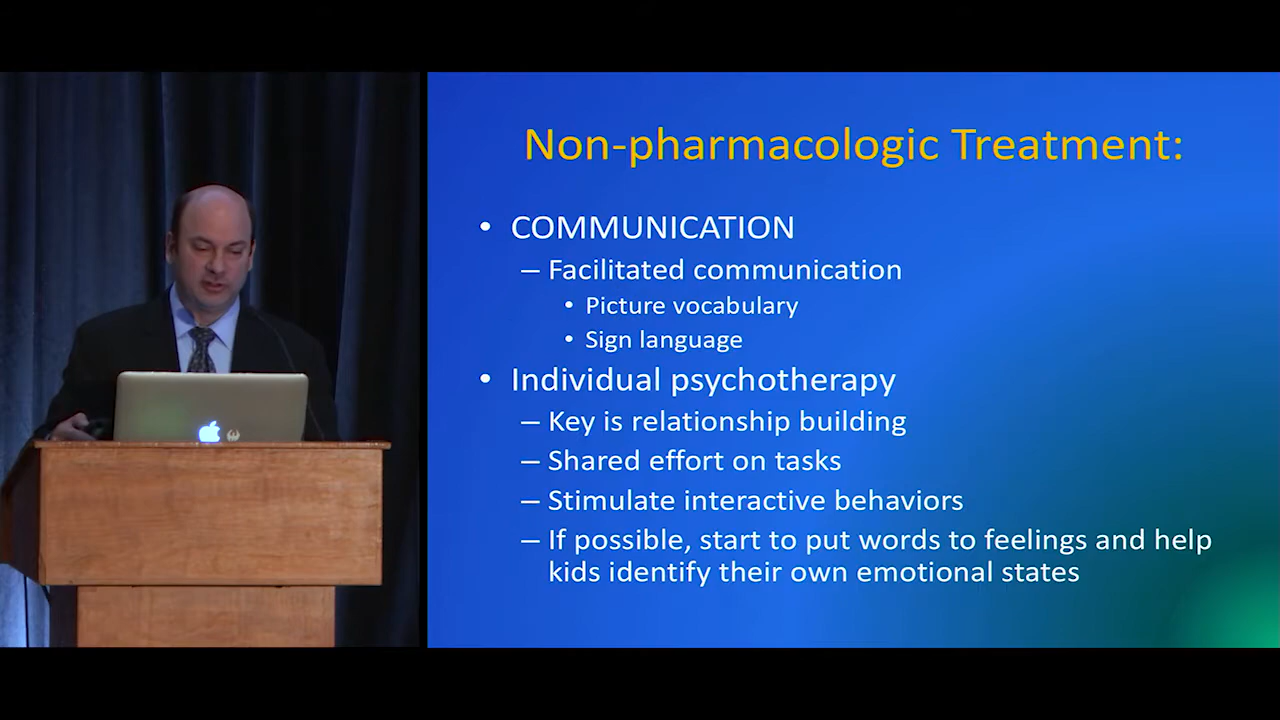 Non-pharmacologic Treatment:
• COMMUNICATION
– Facilitated communication
• Picture vocabulary
• Sign language
• Individual psychotherapy
– Key is relationship building
– Shared effort on tasks
– Stimulate interactive behaviors
– If possible, start to put words to feelings and help
kids identify their own emotional states